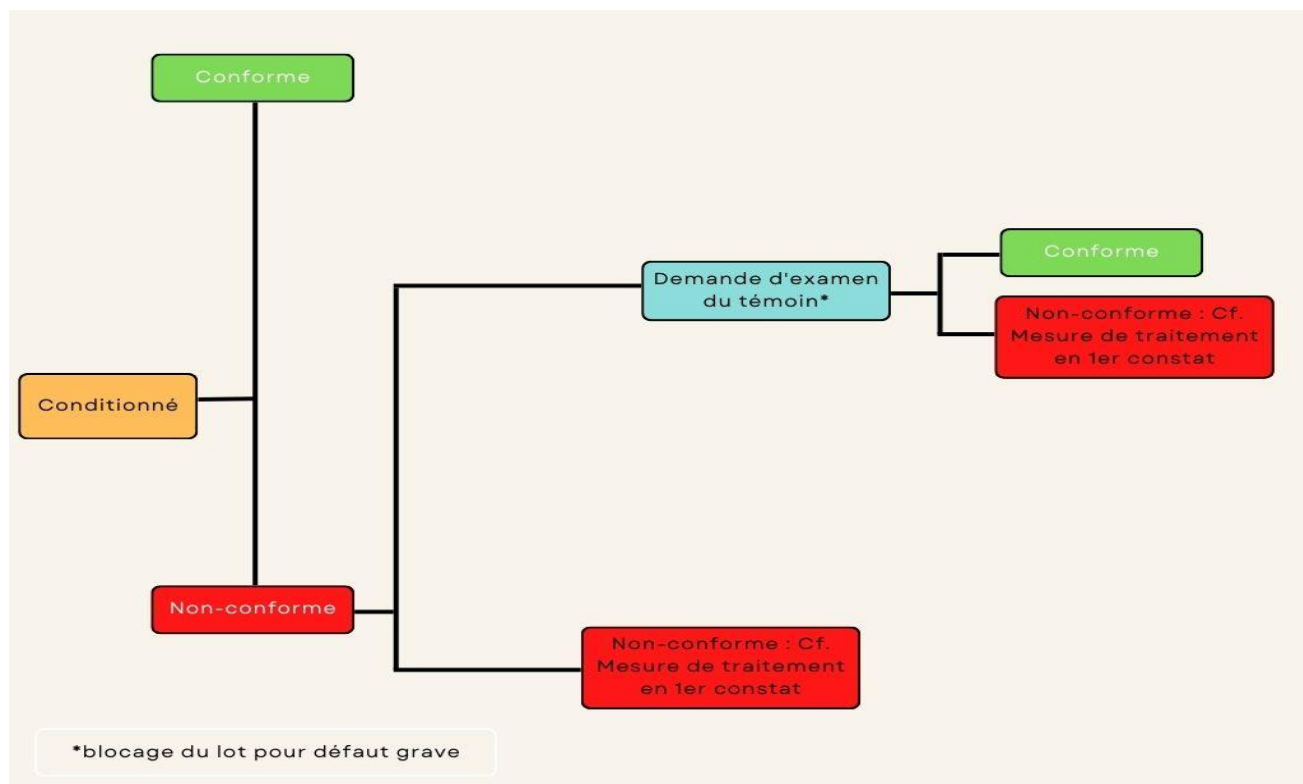 Conforme
Demande d'examen
du témoin*
Conforme
Non-conforme : Cf.
Mesure de traitement
en 1er constat
Conditionné
Non-conforme
Non-conforme : Cf.
Mesure de traitement
en 1er constat
*blocage du lot pour défaut grave